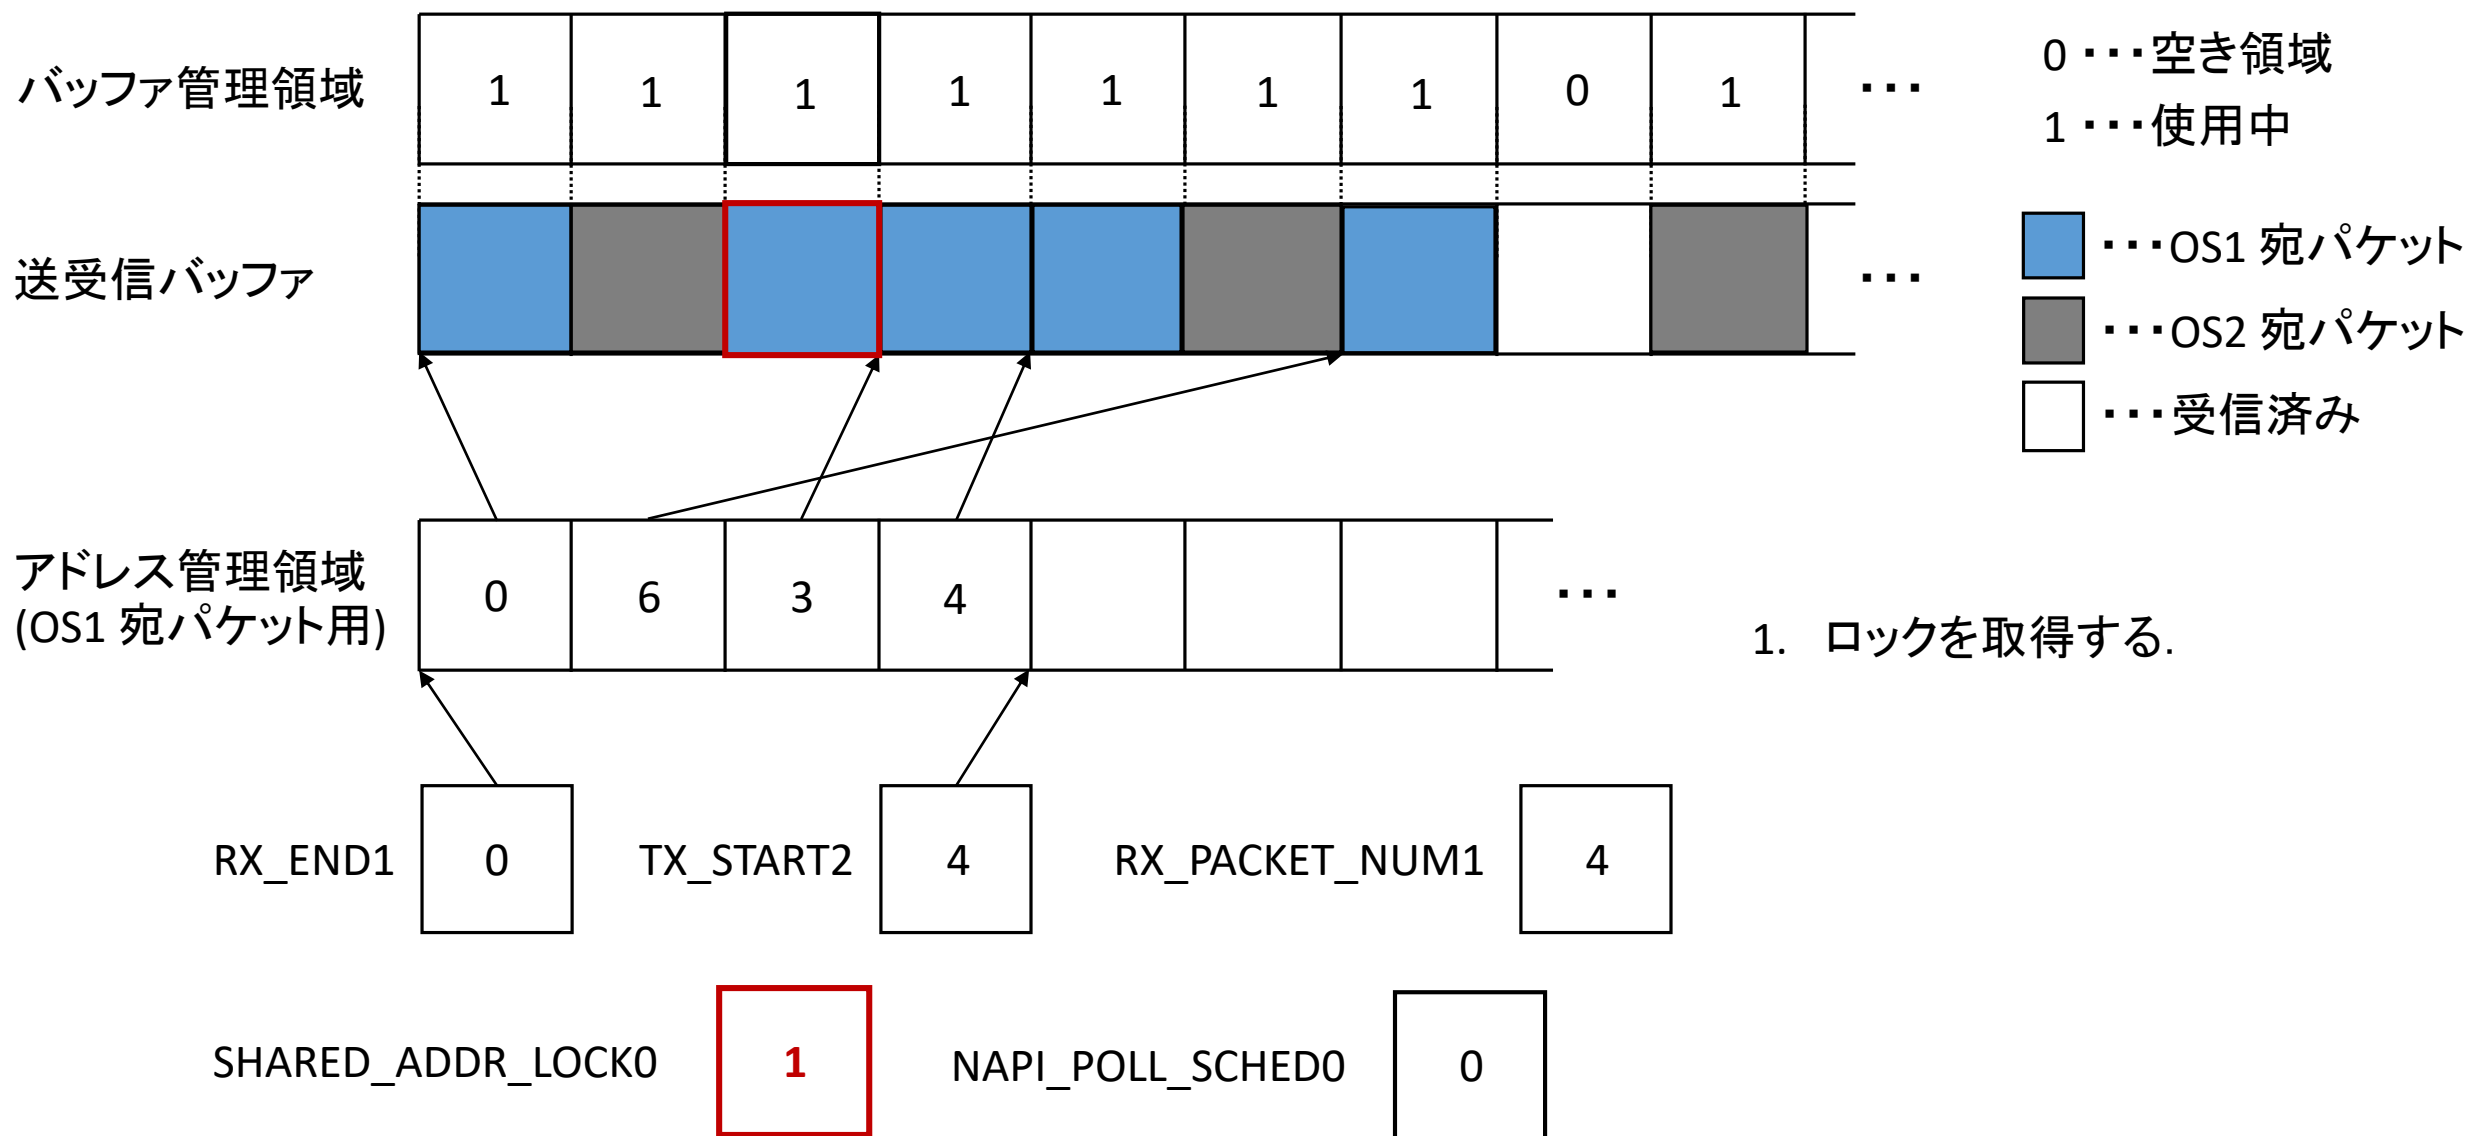 バッファ管理領域 1 1 1 1 1 1 1 0 1 ・・・
0 ・・・空き領域
1 ・・・使用中
送受信バッファ ・・・
・・・OS1 宛パケット
・・・OS2 宛パケット
・・・受信済み
アドレス管理領域
(OS1 宛パケット用)
0 6 3 4 ・・・
1. ロックを取得する.
RX_END1 0 TX_START2 4 RX_PACKET_NUM1 4
SHARED_ADDR_LOCK0 1 NAPI_POLL_SCHED0 0